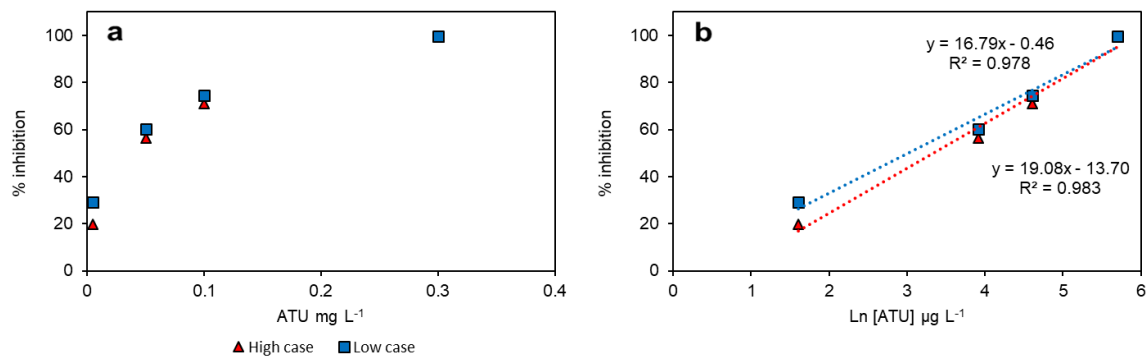 a
% inhibition
100
80
60
40
20
0
0
0.1
0.2
0.3
0.4
ATU mg L⁻¹
High case
Low case
b
% inhibition
100
80
60
40
20
0
y = 16.79x - 0.46
R² = 0.978
y = 19.08x - 13.70
R² = 0.983
0
1
2
3
4
5
6
Ln [ATU] µg L⁻¹